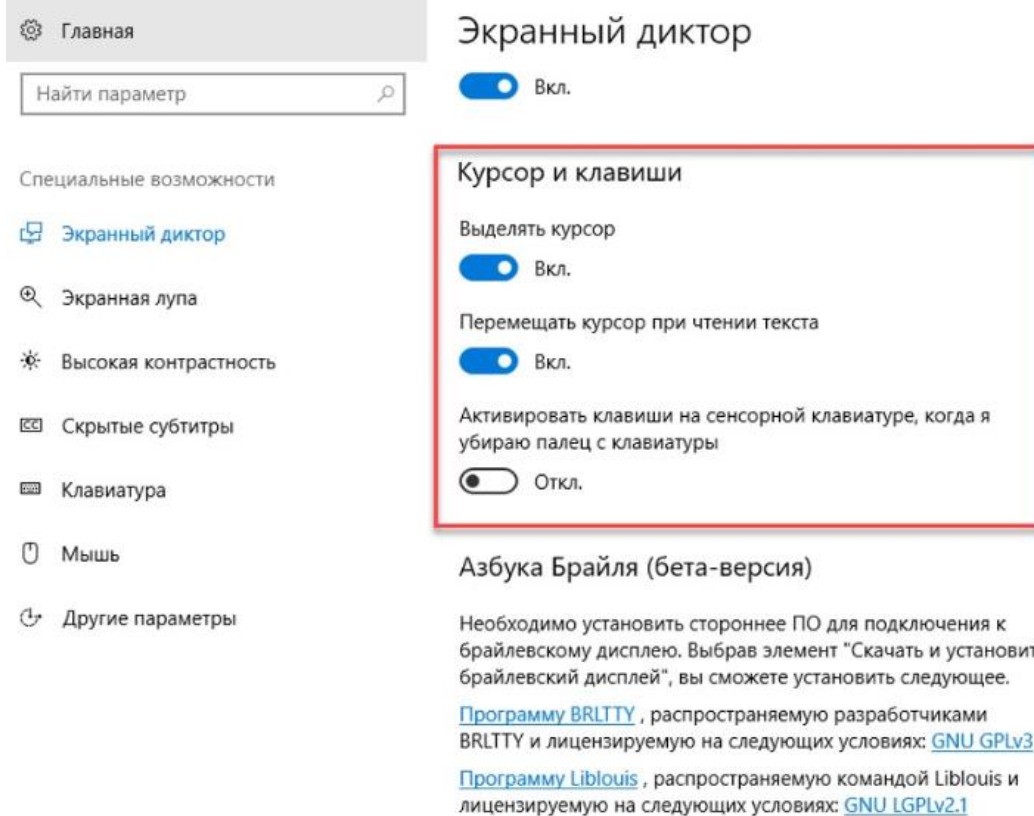 Главная
Найти параметр
Специальные возможности
Экранный диктор
Экранная лупа
Высокая контрастность
Скрытые субтитры
Клавиатура
Мышь
Другие параметры
Экранный диктор
Вкл.
Курсор и клавиши
Выделять курсор
Вкл.
Перемещать курсор при чтении текста
Вкл.
Активировать клавиши на сенсорной клавиатуре, когда я
убираю палец с клавиатуры
Откл.
Азбука Брайля (бета-версия)
Необходимо установить стороннее ПО для подключения к
брайлевскому дисплею. Выбрав элемент "Скачать и установит
брайлевский дисплей", вы сможете установить следующее.
Программу BRLTTY , распространяемую разработчиками
BRLTTY и лицензируемую на следующих условиях: GNU GPLv3
Программу Liblouis , распространяемую командой Liblouis и
лицензируемую на следующих условиях: GNU LGPLv2.1